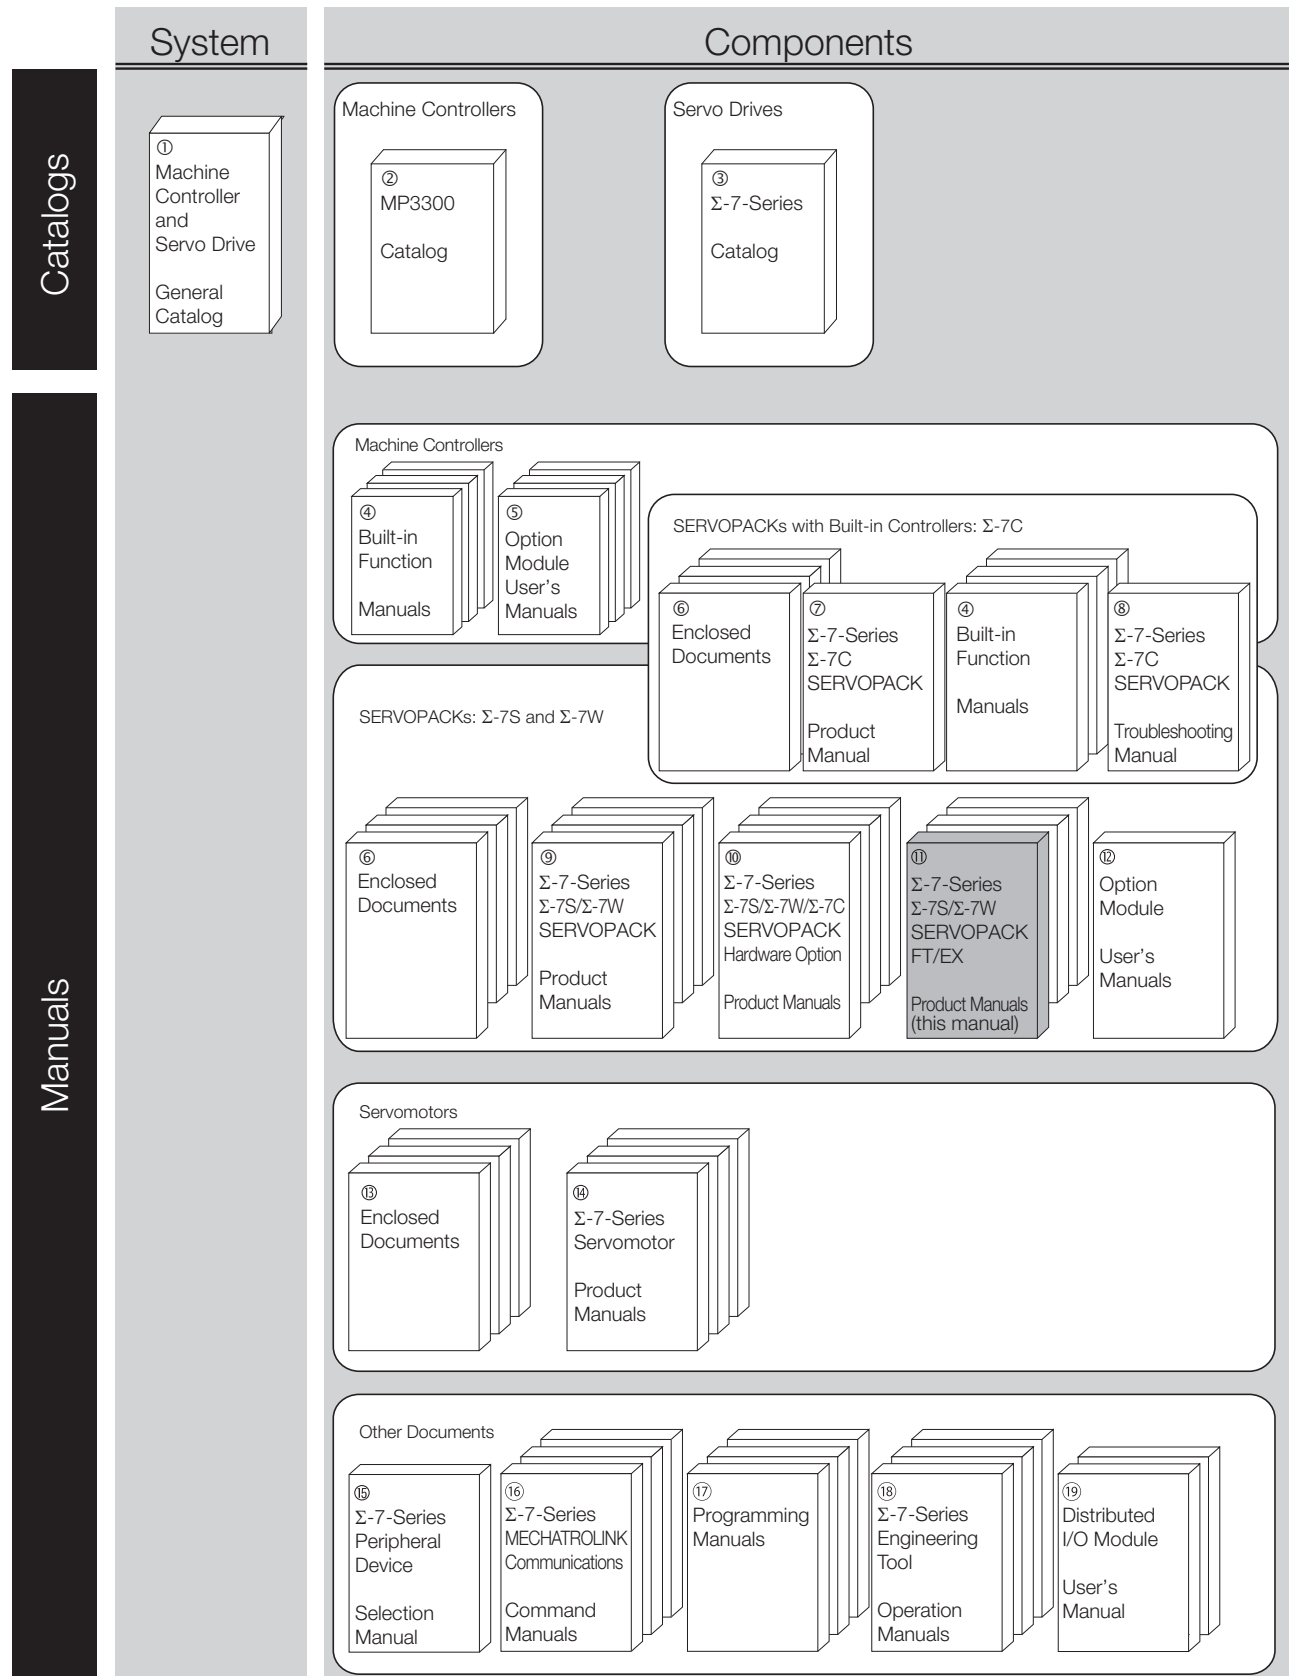 System
Components
Catalogs
①
Machine
Controller
and
Servo Drive
General
Catalog
Machine Controllers
②
MP3300
Catalog
Servo Drives
③
Σ-7-Series
Catalog
Manuals
Machine Controllers
④
Built-in
Function
Manuals
⑤
Option
Module
User's
Manuals
SERVOPACKs with Built-in Controllers: Σ-7C
⑥
Enclosed
Documents
⑦
Σ-7-Series
Σ-7C
SERVOPACK
Product
Manual
④
Built-in
Function
Manuals
⑧
Σ-7-Series
Σ-7C
SERVOPACK
Troubleshooting
Manual
SERVOPACKs: Σ-7S and Σ-7W
⑥
Enclosed
Documents
⑨
Σ-7-Series
Σ-7S/Σ-7W
SERVOPACK
Product
Manuals
⑩
Σ-7-Series
Σ-7S/Σ-7W/Σ-7C
SERVOPACK
Hardware Option
Product Manuals
⑪
Σ-7-Series
Σ-7S/Σ-7W
SERVOPACK
FT/EX
Product Manuals
(this manual)
⑫
Option
Module
User's
Manuals
Servomotors
⑬
Enclosed
Documents
⑭
Σ-7-Series
Servomotor
Product
Manuals
Other Documents
⑮
Σ-7-Series
Peripheral
Device
Selection
Manual
⑯
Σ-7-Series
MECHATROLINK
Communications
Command
Manuals
⑰
Programming
Manuals
⑱
Σ-7-Series
Engineering
Tool
Operation
Manuals
⑲
Distributed
I/O Module
User's
Manual